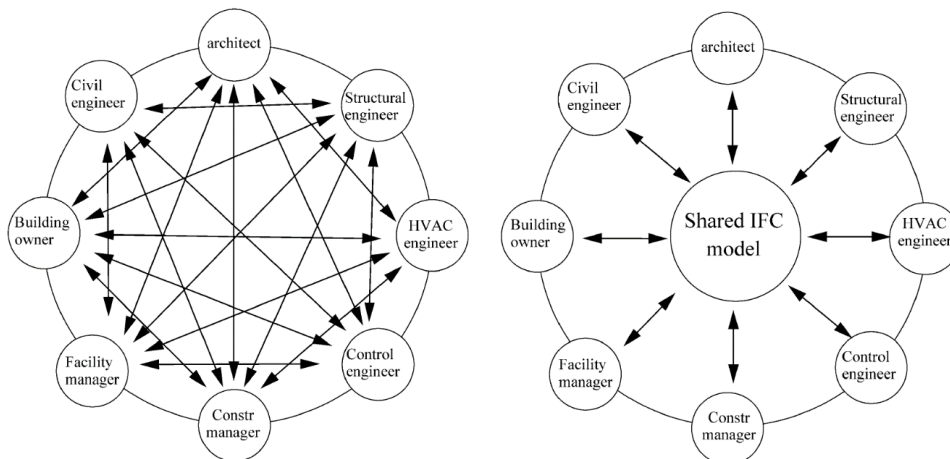 architect
Civil
engineer
Structural
engineer
Building
owner
HVAC
engineer
Facility
manager
Control
engineer
Constr
manager
architect
Civil
engineer
Structural
engineer
Building
owner
Shared IFC
model
HVAC
engineer
Facility
manager
Control
engineer
Constr
manager